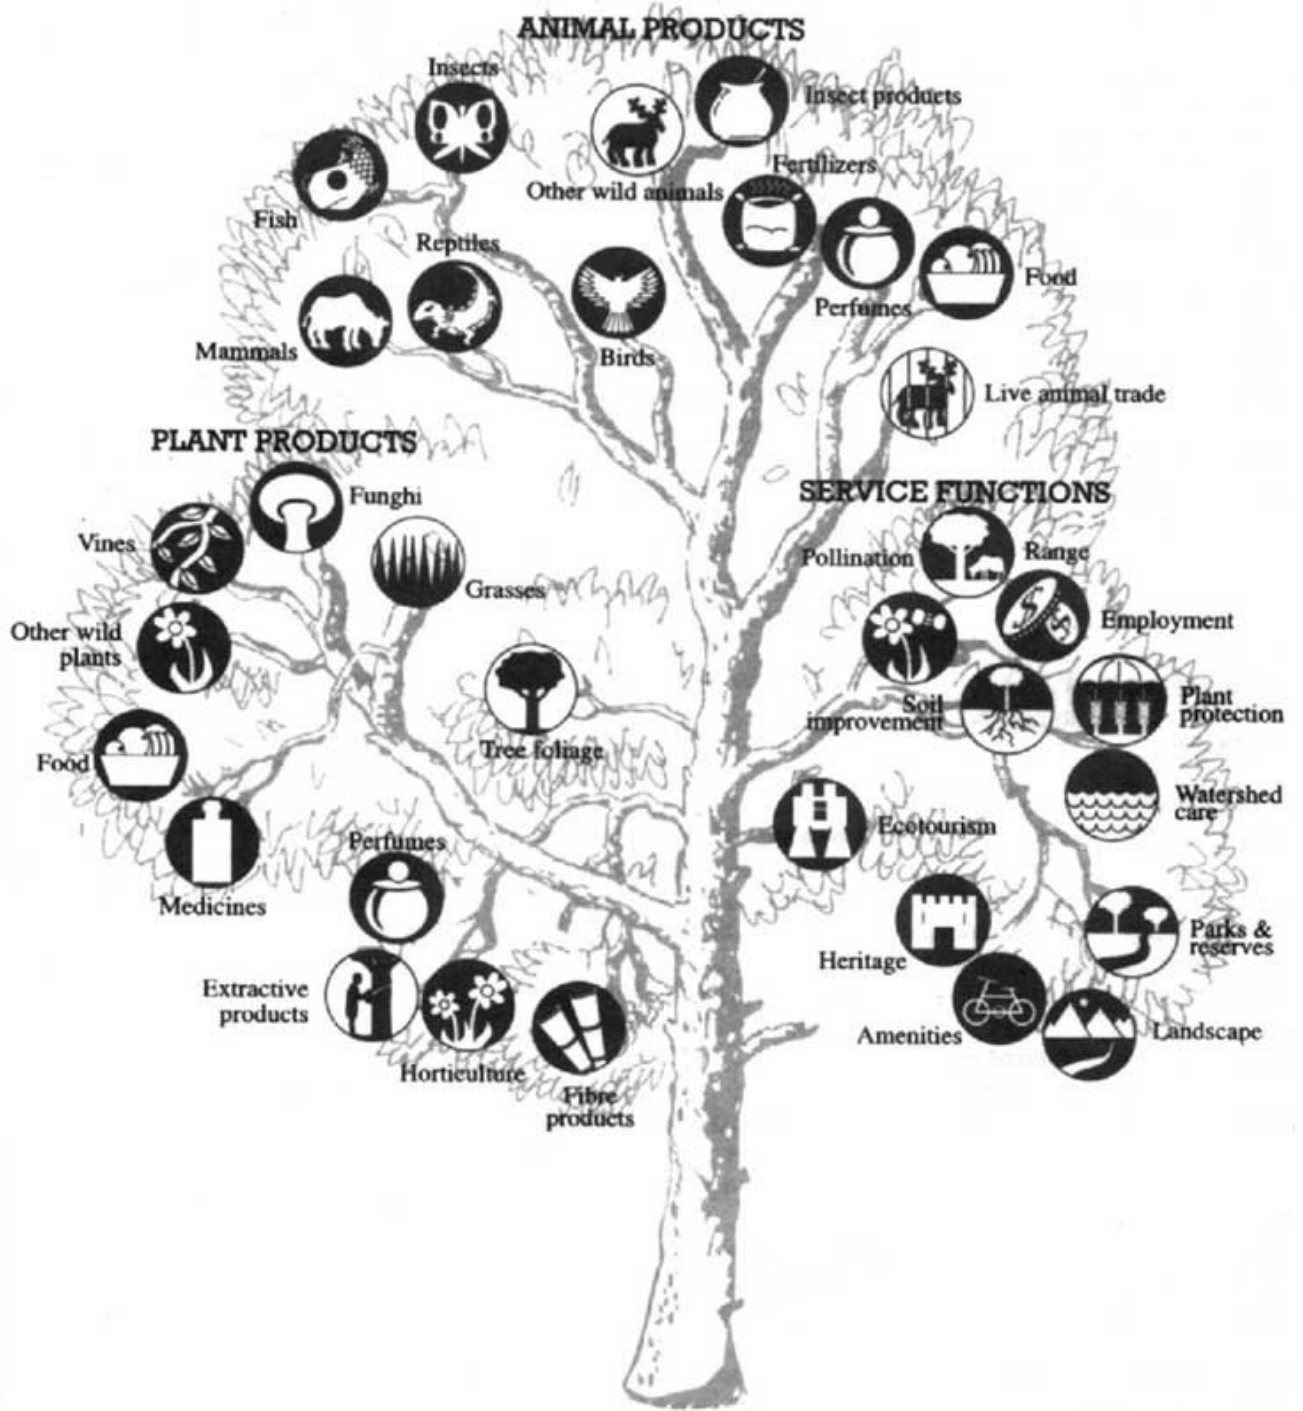 ANIMAL PRODUCTS
Insects
Insect products
Fertilizers
Other wild animals
Fish
Reptiles
Food
Perfumes
Mammals
Birds
Live animal trade
PLANT PRODUCTS
Funghi
Vines
Grasses
Other wild
plants
Tree foliage
Food
Perfumes
Medicines
Extractive
products
Horticulture
Fibre
products
SERVICE FUNCTIONS
Pollination
Range
Employment
Soil
improvement
Plant
protection
Watershed
care
Ecotourism
Heritage
Parks &
reserves
Amenities
Landscape